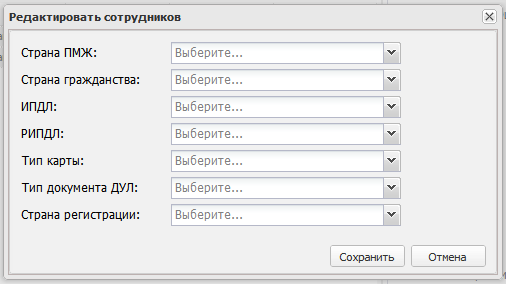 Редактировать сотрудников
Страна ПМЖ: Выберите...
Страна гражданства: Выберите...
ИПДЛ: Выберите...
РИПДЛ: Выберите...
Тип карты: Выберите...
Тип документа ДУЛ: Выберите...
Страна регистрации: Выберите...
Сохранить Отмена